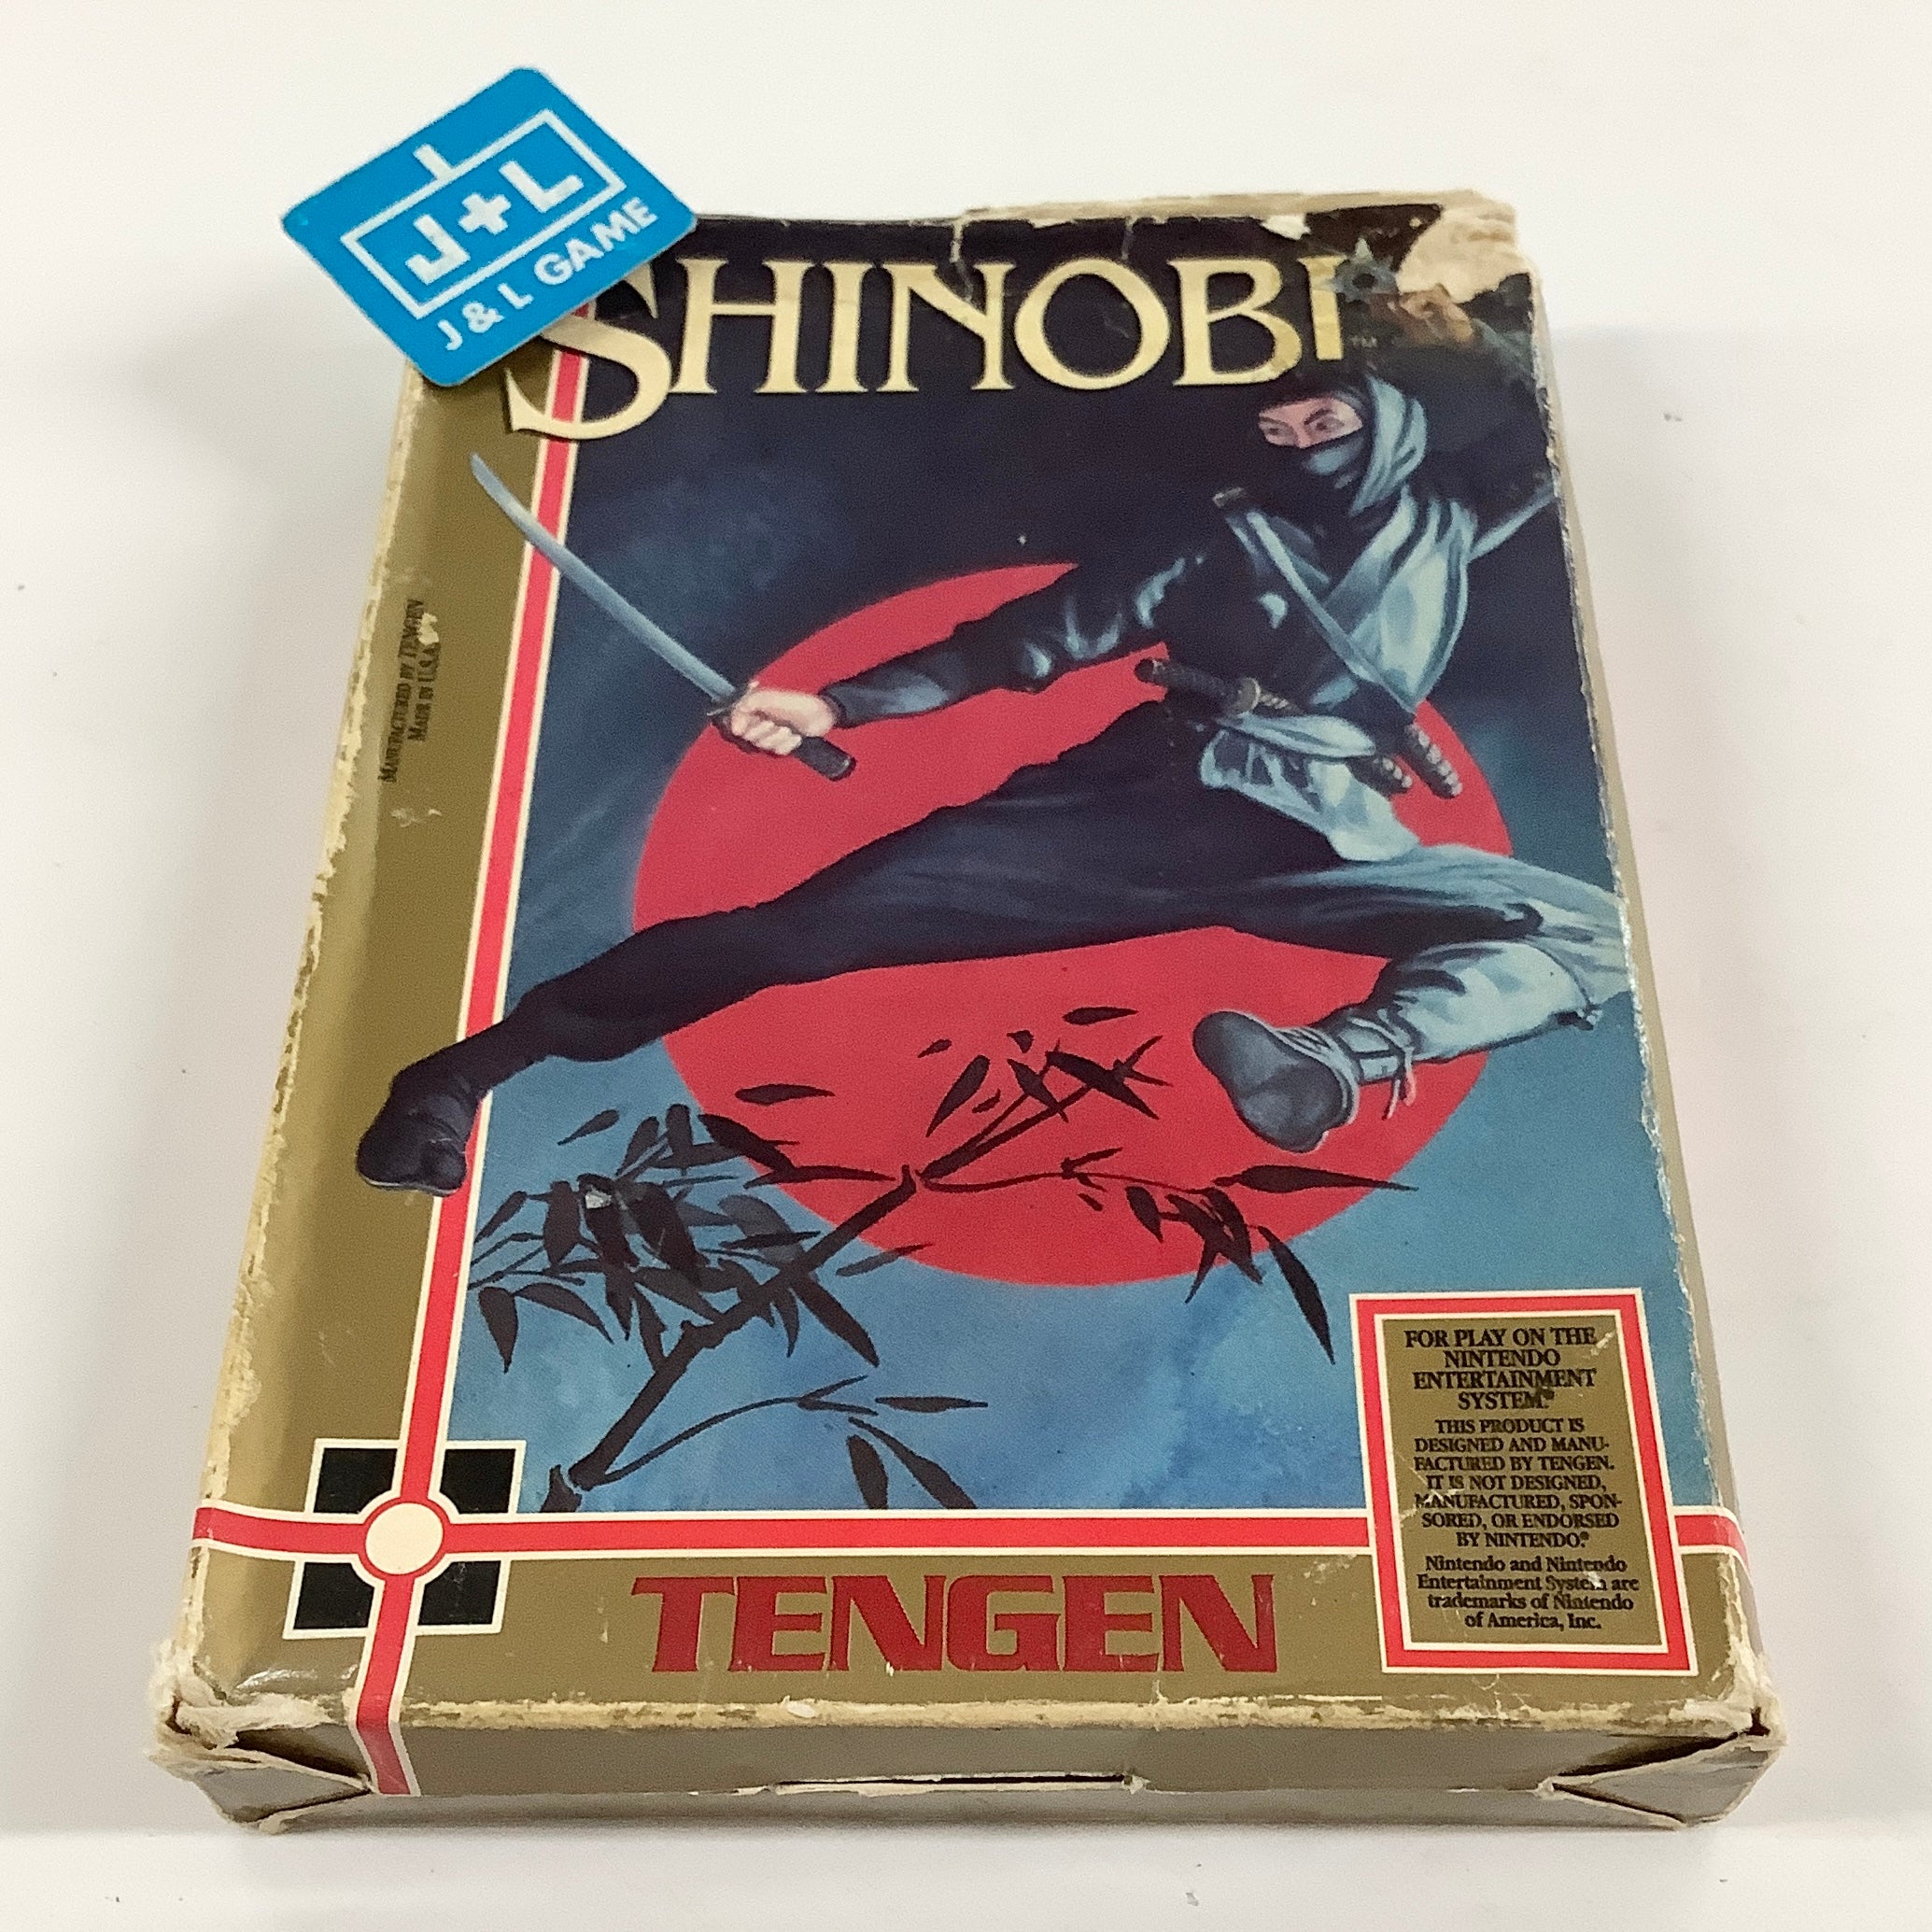 J+L
J & L GAME
SHINOBI™
MANUFACTURED BY TENGEN
MADE IN U.S.A.
FOR PLAY ON THE
NINTENDO
ENTERTAINMENT
SYSTEM®
THIS PRODUCT IS
DESIGNED AND MANU-
FACTURED BY TENGEN.
IT IS NOT DESIGNED,
MANUFACTURED, SPON-
SORED, OR ENDORSED
BY NINTENDO®
Nintendo and Nintendo
Entertainment System are
trademarks of Nintendo
of America, Inc.
TENGEN